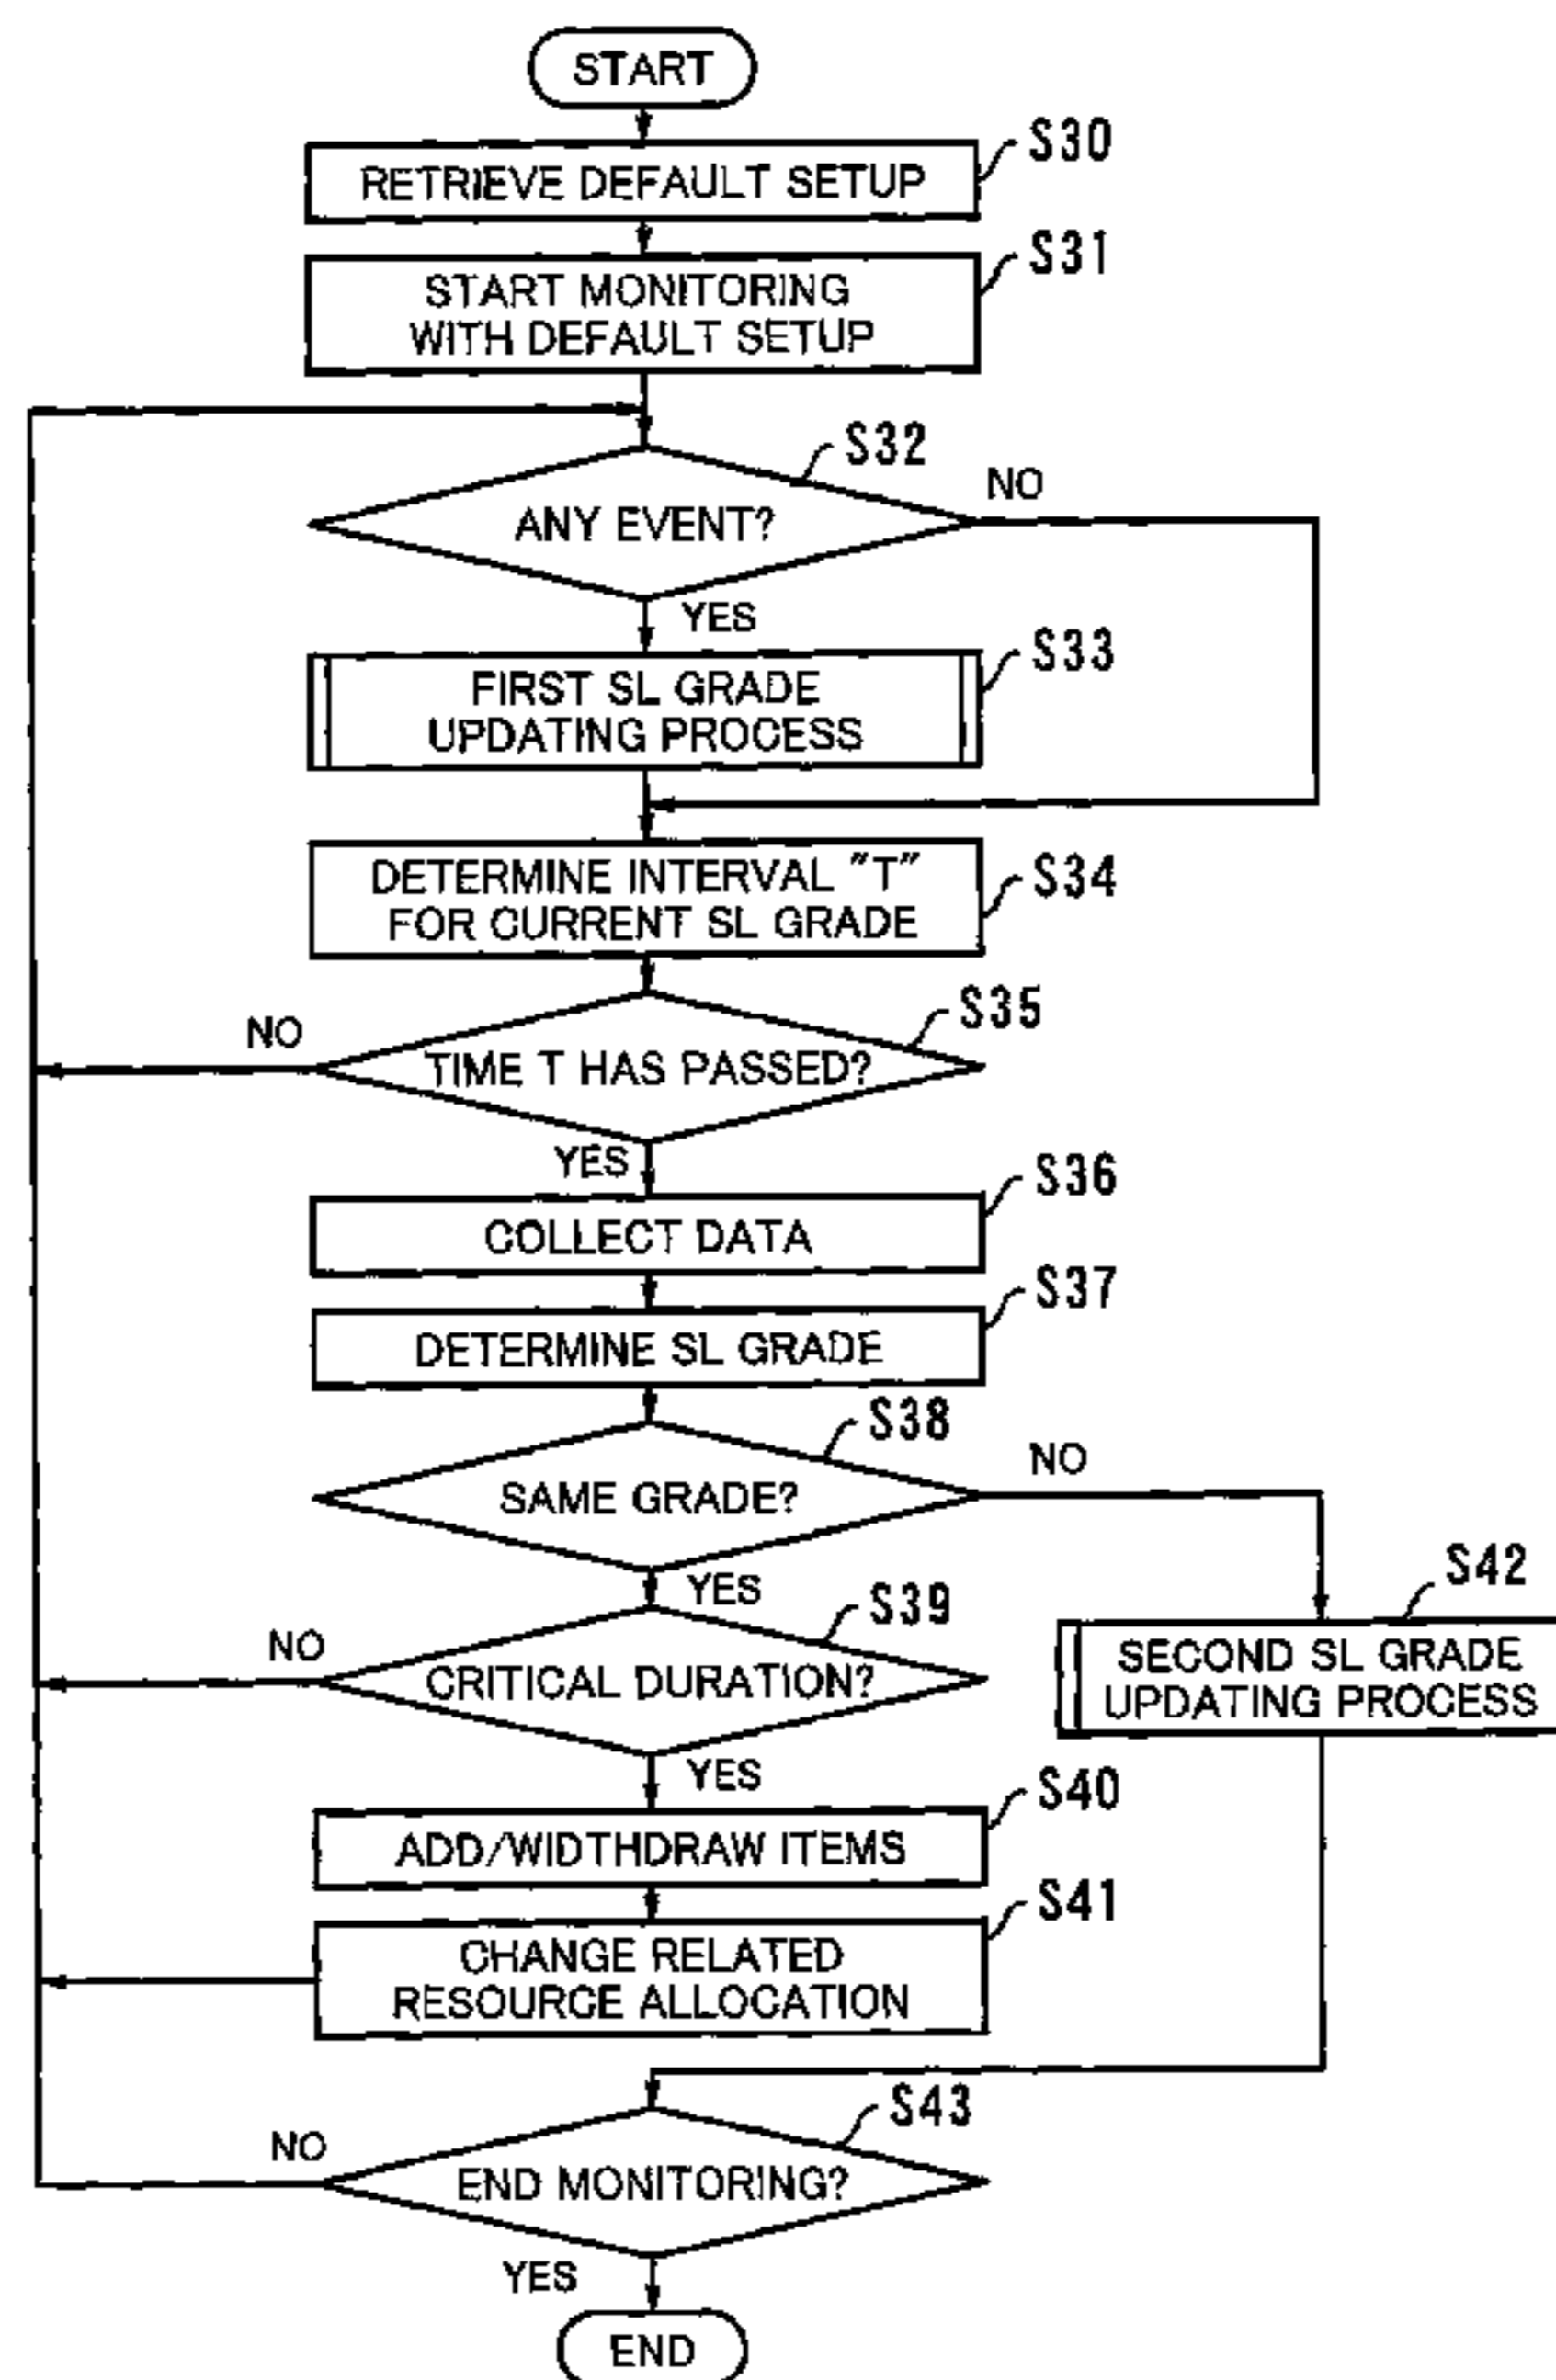 START
S30
RETRIEVE DEFAULT SETUP
S31
START MONITORING
WITH DEFAULT SETUP
S32
NO
ANY EVENT?
YES
S33
FIRST SL GRADE
UPDATING PROCESS
S34
DETERMINE INTERVAL "T"
FOR CURRENT SL GRADE
S35
NO
TIME T HAS PASSED?
YES
S36
COLLECT DATA
S37
DETERMINE SL GRADE
S38
NO
SAME GRADE?
YES
S39
NO
CRITICAL DURATION?
YES
S42
SECOND SL GRADE
UPDATING PROCESS
S40
ADD/WIDTHDRAW ITEMS
S41
CHANGE RELATED
RESOURCE ALLOCATION
S43
NO
END MONITORING?
YES
END